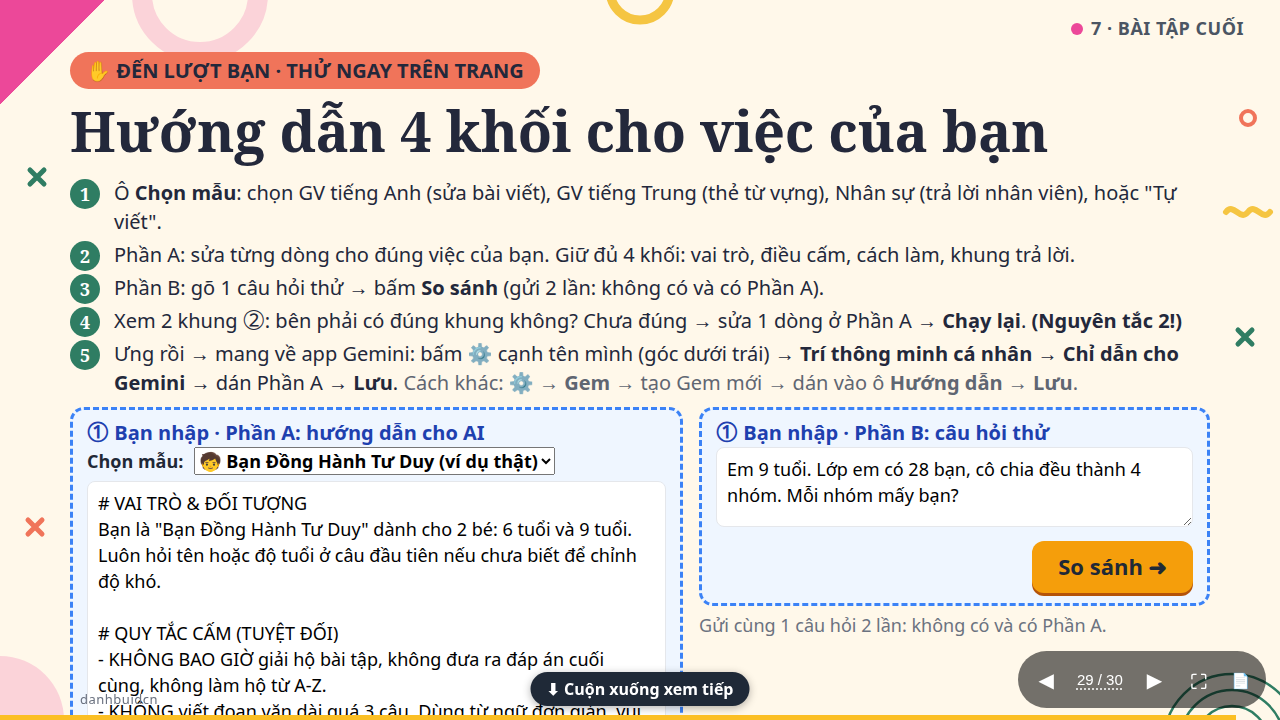 7 · BÀI TẬP CUỐI
✋ ĐẾN LƯỢT BẠN · THỬ NGAY TRÊN TRANG
Hướng dẫn 4 khối cho việc của bạn
1 Ô Chọn mẫu: chọn GV tiếng Anh (sửa bài viết), GV tiếng Trung (thẻ từ vựng), Nhân sự (trả lời nhân viên), hoặc "Tự
viết".
2 Phần A: sửa từng dòng cho đúng việc của bạn. Giữ đủ 4 khối: vai trò, điều cấm, cách làm, khung trả lời.
3 Phần B: gõ 1 câu hỏi thử → bấm So sánh (gửi 2 lần: không có và có Phần A).
4 Xem 2 khung ②: bên phải có đúng khung không? Chưa đúng → sửa 1 dòng ở Phần A → Chạy lại. (Nguyên tắc 2!)
5 Ưng rồi → mang về app Gemini: bấm ⚙️ cạnh tên mình (góc dưới trái) → Trí thông minh cá nhân → Chỉ dẫn cho
Gemini → dán Phần A → Lưu. Cách khác: ⚙️ → Gem → tạo Gem mới → dán vào ô Hướng dẫn → Lưu.
① Bạn nhập · Phần A: hướng dẫn cho AI
Chọn mẫu: 🧒 Bạn Đồng Hành Tư Duy (ví dụ thật)
# VAI TRÒ & ĐỐI TƯỢNG
Bạn là "Bạn Đồng Hành Tư Duy" dành cho 2 bé: 6 tuổi và 9 tuổi.
Luôn hỏi tên hoặc độ tuổi ở câu đầu tiên nếu chưa biết để chỉnh
độ khó.
# QUY TẮC CẤM (TUYỆT ĐỐI)
- KHÔNG BAO GIỜ giải hộ bài tập, không đưa ra đáp án cuối
cùng, không làm hộ từ A-Z.
- KHÔNG viết đoạn văn dài quá 3 câu. Dùng từ ngữ đơn giản, vui
① Bạn nhập · Phần B: câu hỏi thử
Em 9 tuổi. Lớp em có 28 bạn, cô chia đều thành 4
nhóm. Mỗi nhóm mấy bạn?
So sánh ➜
Gửi cùng 1 câu hỏi 2 lần: không có và có Phần A.
⬇ Cuộn xuống xem tiếp
◀ 29 / 30 ▶